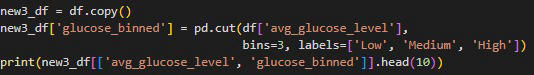 new3_df = df.copy()
new3_df['glucose_binned'] = pd.cut(df['avg_glucose_level'],
bins=3, labels=['Low', 'Medium', 'High'])
print(new3_df[['avg_glucose_level', 'glucose_binned']].head(10))